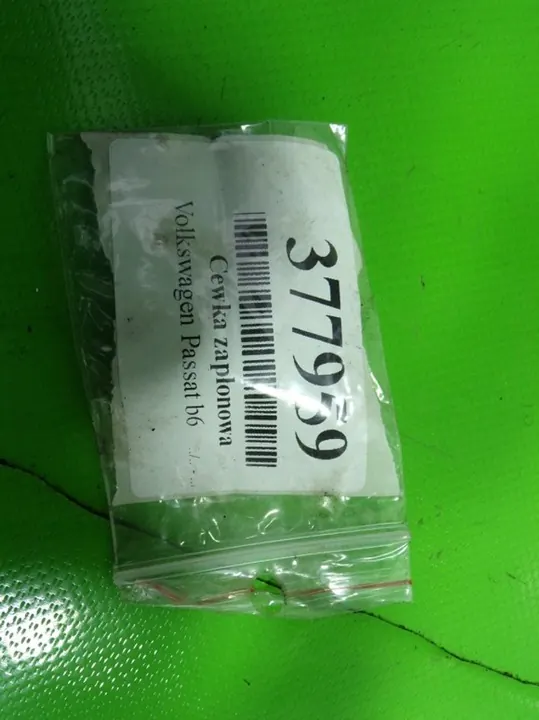 377959
Cewka zapłonowa
Volkswagen Passat b6